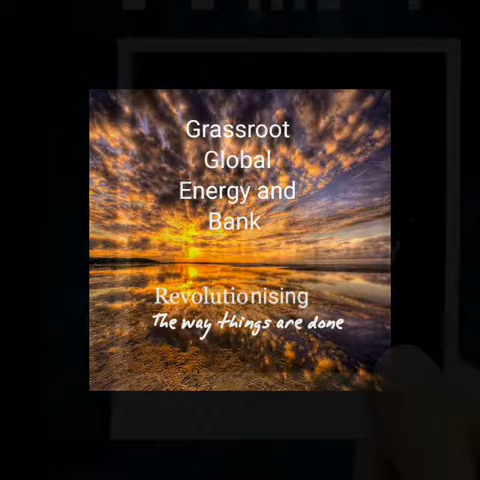 Grassroot
Global
Energy and
Bank
Revolutionising
The way things are done